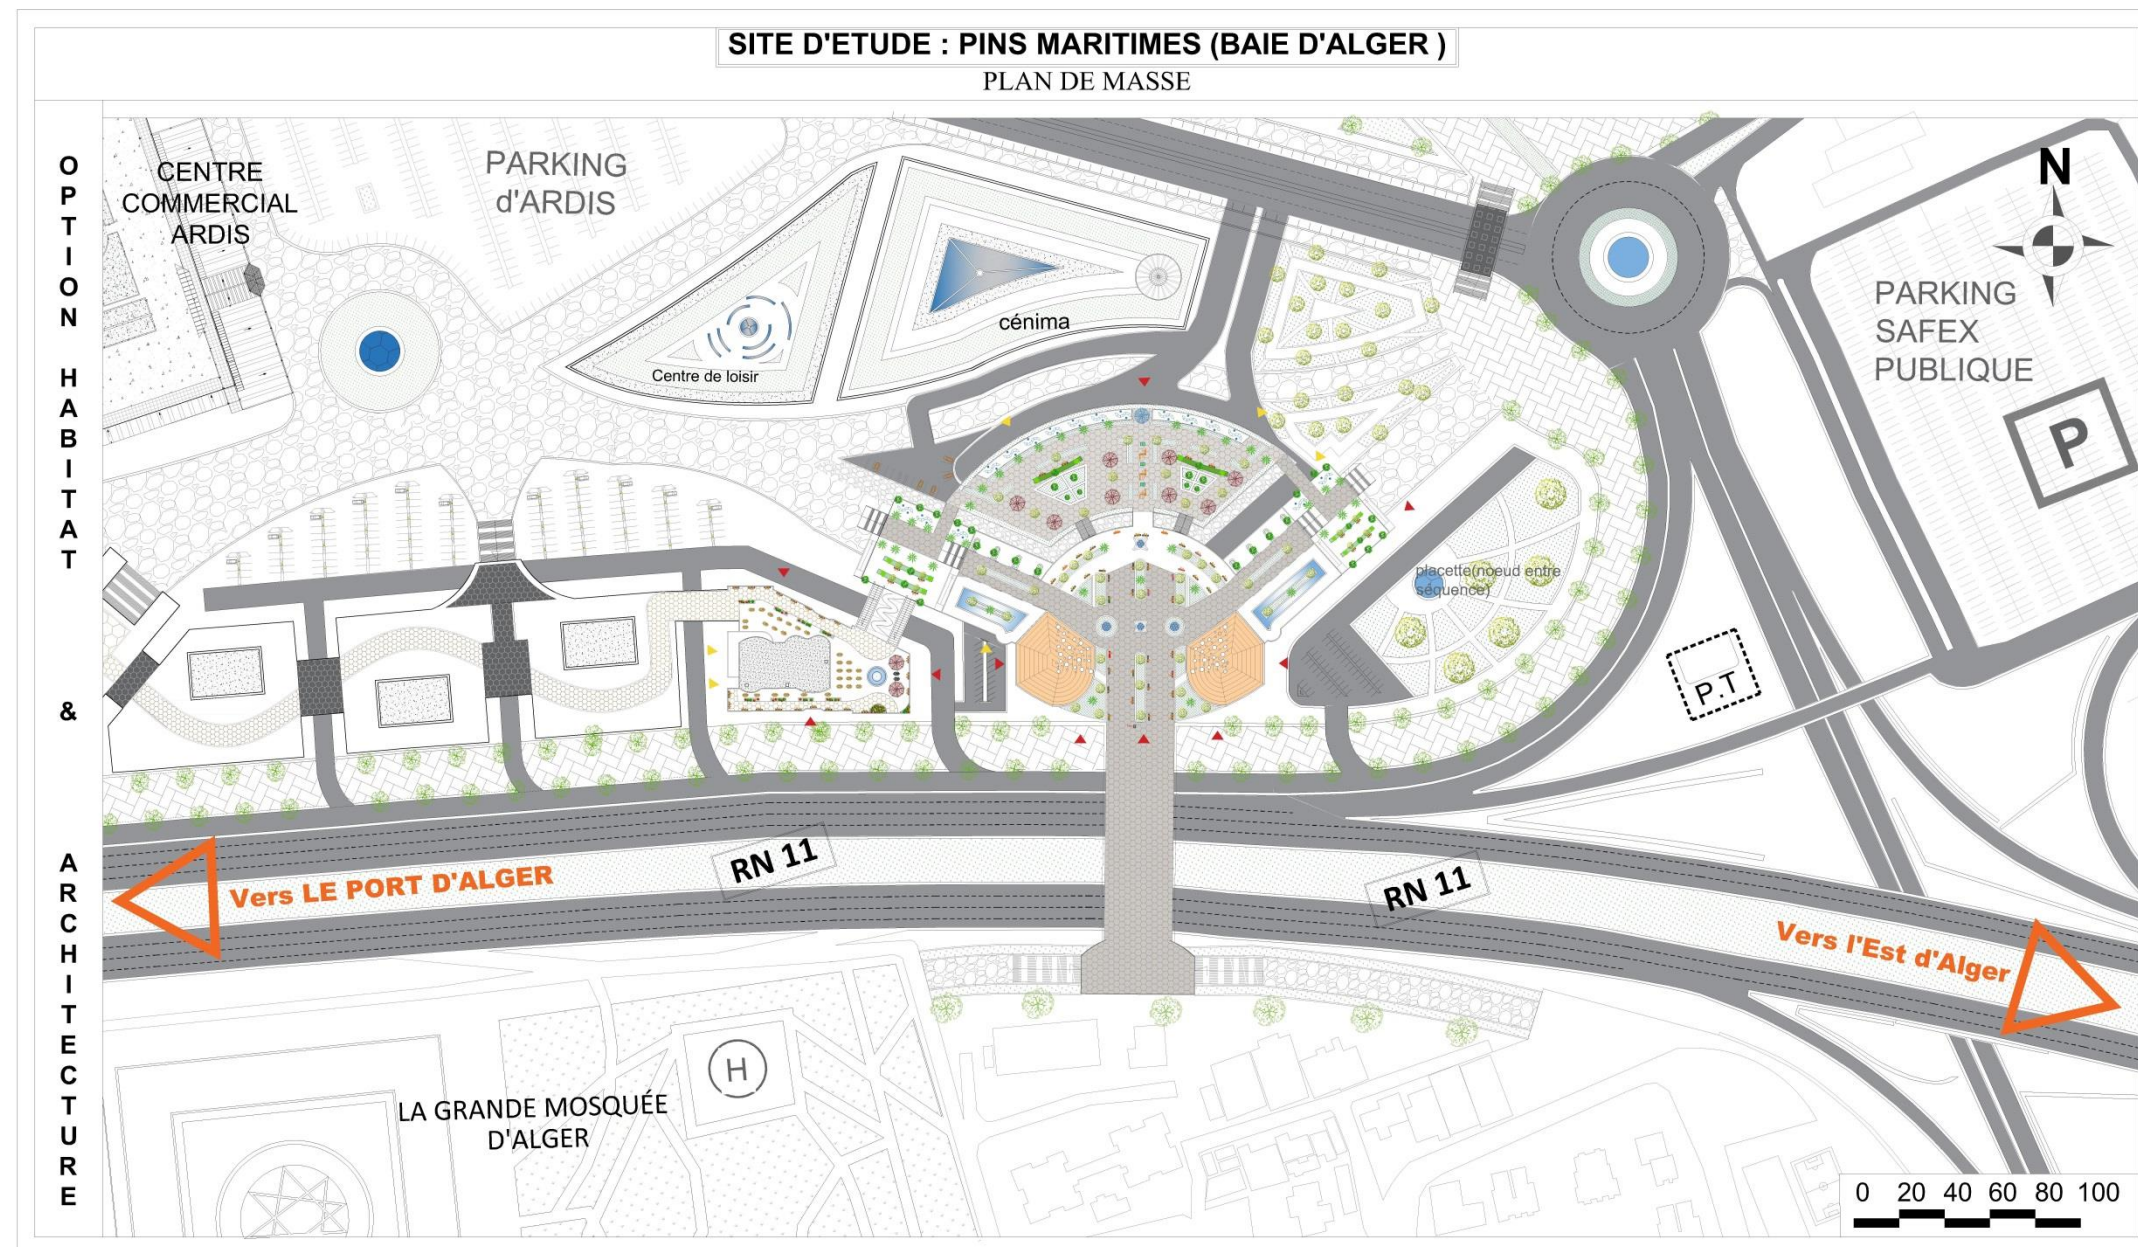 SITE D'ETUDE : PINS MARITIMES (BAIE D'ALGER )
PLAN DE MASSE
OPTION HABITAT & ARCHITECTURE
CENTRE
COMMERCIAL
ARDIS
PARKING
d'ARDIS
cénima
Centre de loisir
N
PARKING
SAFEX
PUBLIQUE
P
placette(noeud entre
séquence)
P.T
RN 11
RN 11
Vers LE PORT D'ALGER
Vers l'Est d'Alger
H
LA GRANDE MOSQUÉE
D'ALGER
0 20 40 60 80 100